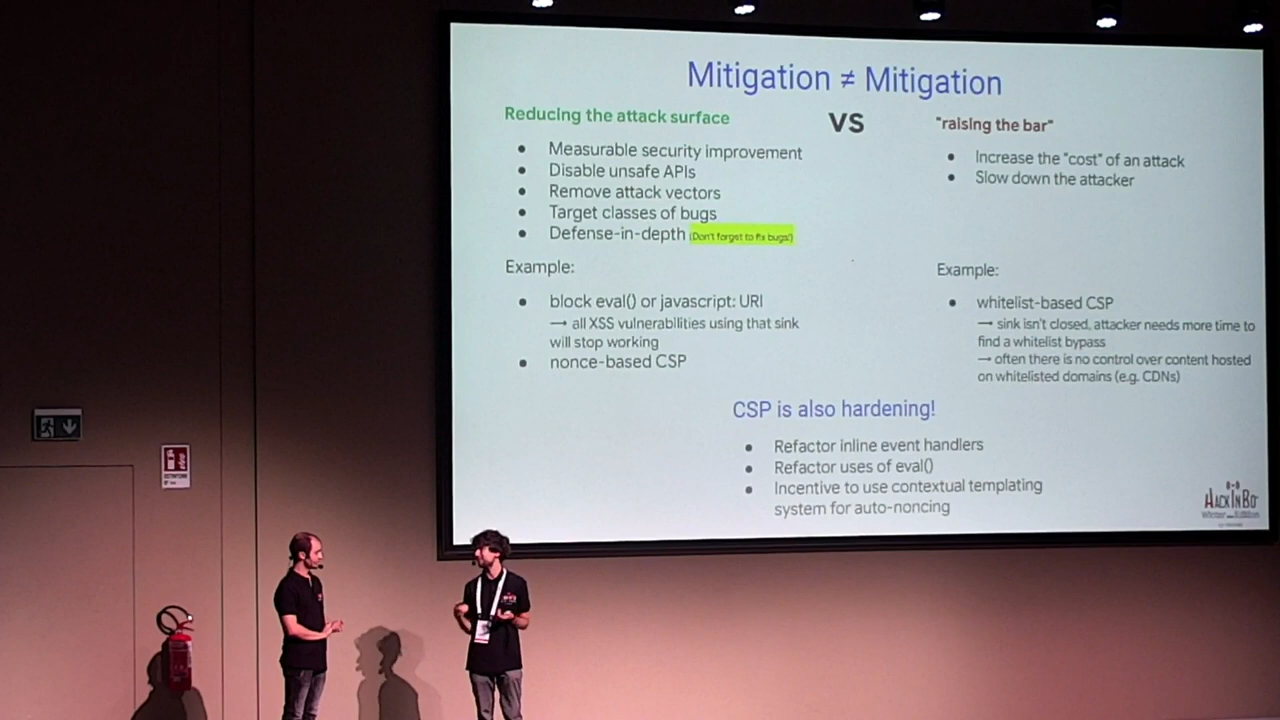 Mitigation ≠ Mitigation
Reducing the attack surface
VS
"raising the bar"
● Measurable security improvement
● Disable unsafe APIs
● Remove attack vectors
● Target classes of bugs
● Defense-in-depth (Don't forget to fix bugs!)
● Increase the "cost" of an attack
● Slow down the attacker
Example:
● block eval() or javascript: URI
→ all XSS vulnerabilities using that sink
will stop working
● nonce-based CSP
Example:
● whitelist-based CSP
→ sink isn't closed, attacker needs more time to
find a whitelist bypass
→ often there is no control over content hosted
on whitelisted domains (e.g. CDNs)
CSP is also hardening!
● Refactor inline event handlers
● Refactor uses of eval()
● Incentive to use contextual templating
system for auto-noncing
HACKINBO
Winter Edition